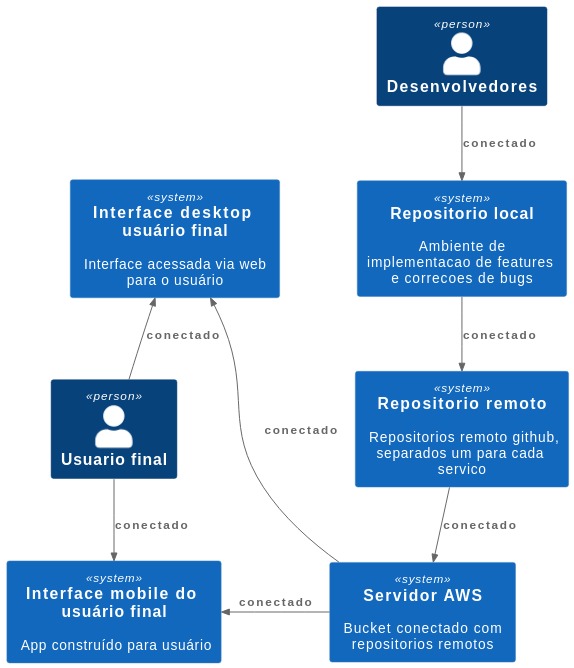 «person»
Desenvolvedores
conectado
«system»
Interface desktop
usuário final
Interface acessada via web
para o usuário
«system»
Repositorio local
Ambiente de
implementacao de features
e correcoes de bugs
conectado
conectado
«person»
Usuario final
«system»
Repositorio remoto
Repositorios remoto github,
separados um para cada
servico
conectado
conectado
conectado
«system»
Interface mobile do
usuário final
App construído para usuário
conectado
«system»
Servidor AWS
Bucket conectado com
repositorios remotos